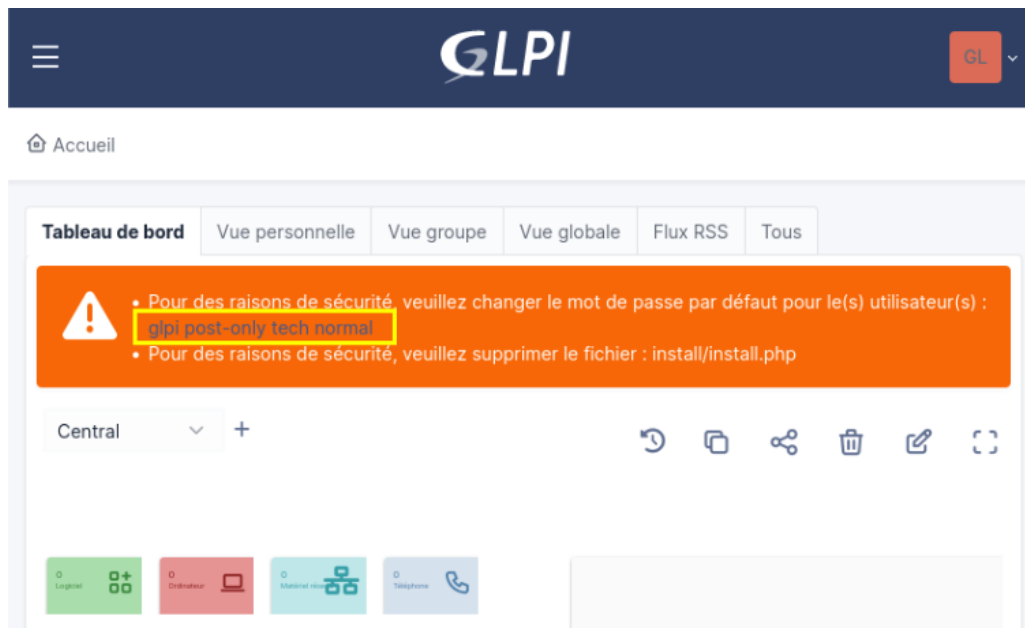 GLPI
GL
Accueil
Tableau de bord Vue personnelle Vue groupe Vue globale Flux RSS Tous
• Pour des raisons de sécurité, veuillez changer le mot de passe par défaut pour le(s) utilisateur(s) :
glpi post-only tech normal
• Pour des raisons de sécurité, veuillez supprimer le fichier : install/install.php
Central
0 0 0 0
Logiciel Ordinateur Matériel Téléphone